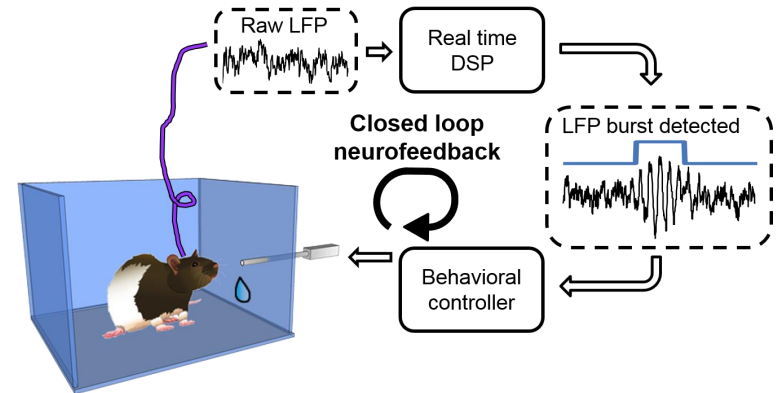 Raw LFP
Real time
DSP
Closed loop
neurofeedback
LFP burst detected
Behavioral
controller